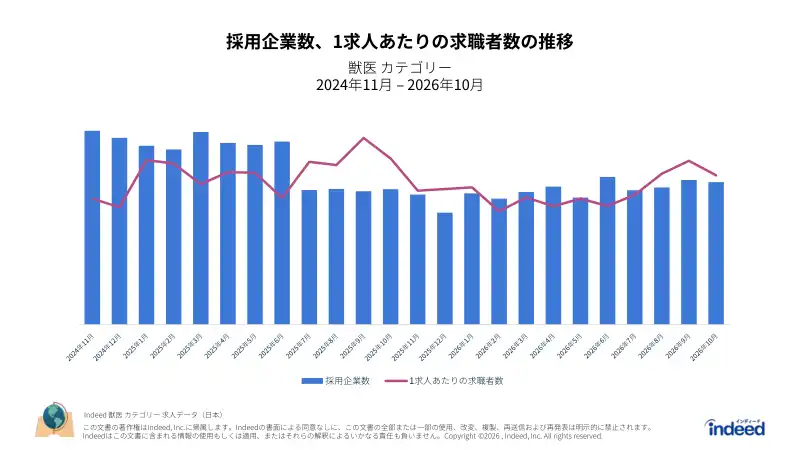 採用企業数、1求人あたりの求職者数の推移
獣医 カテゴリー
2024年11月 – 2026年10月
2024年11月
2024年12月
2025年1月
2025年2月
2025年3月
2025年4月
2025年5月
2025年6月
2025年7月
2025年8月
2025年9月
2025年10月
2025年11月
2025年12月
2026年1月
2026年2月
2026年3月
2026年4月
2026年5月
2026年6月
2026年7月
2026年8月
2026年9月
2026年10月
採用企業数
1求人あたりの求職者数
Indeed 獣医 カテゴリー 求人データ（日本）
この文書の著作権はIndeed, Inc.に帰属します。Indeedの書面による同意なしに、この文書の全部または一部の使用、改変、複製、再送信および再発表は明示的に禁止されます。
Indeedはこの文書に含まれる情報の使用もしくは適用、またはそれらの解釈によるいかなる責任も負いません。Copyright ©2026 , Indeed, Inc. All rights reserved.
インディード
indeed